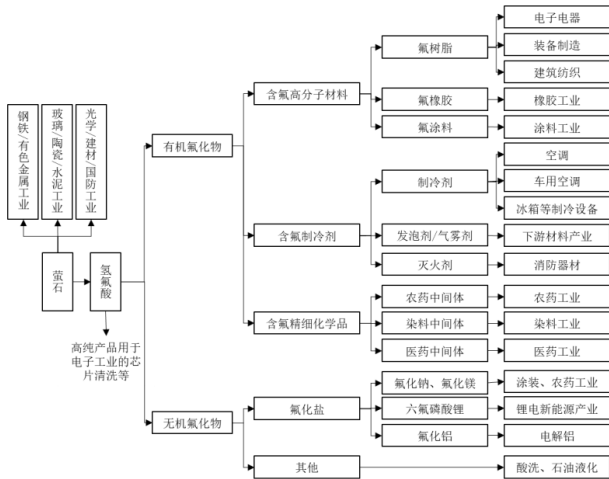 钢铁/有色金属工业
玻璃/陶瓷/水泥工业
光学/建材/国防工业
萤石
氢氟酸
高纯产品用于
电子工业的芯
片清洗等
有机氟化物
无机氟化物
含氟高分子材料
含氟制冷剂
含氟精细化学品
氟化盐
其他
氟树脂
氟橡胶
氟涂料
制冷剂
发泡剂/气雾剂
灭火剂
农药中间体
染料中间体
医药中间体
氟化钠、氟化镁
六氟磷酸锂
氟化铝
电子电器
装备制造
建筑纺织
橡胶工业
涂料工业
空调
车用空调
冰箱等制冷设备
下游材料产业
消防器材
农药工业
染料工业
医药工业
涂装、农药工业
锂电新能源产业
电解铝
酸洗、石油液化